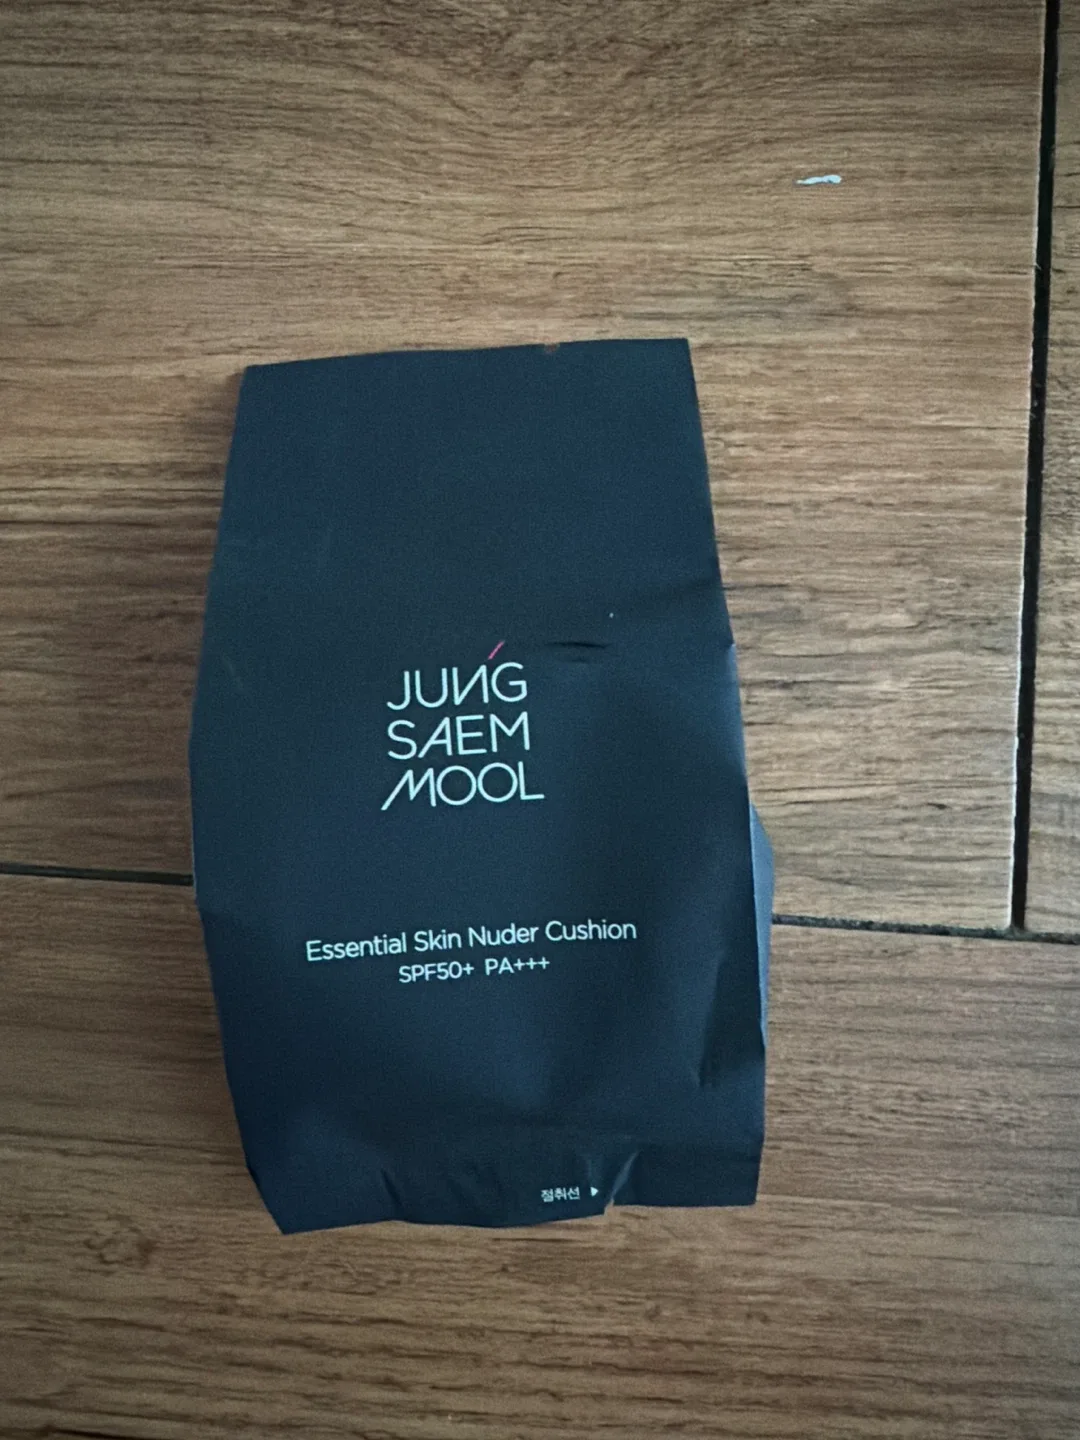 JUNG
SAEM
MOOL
Essential Skin Nuder Cushion
SPF50+ PA+++
절취선 ▶